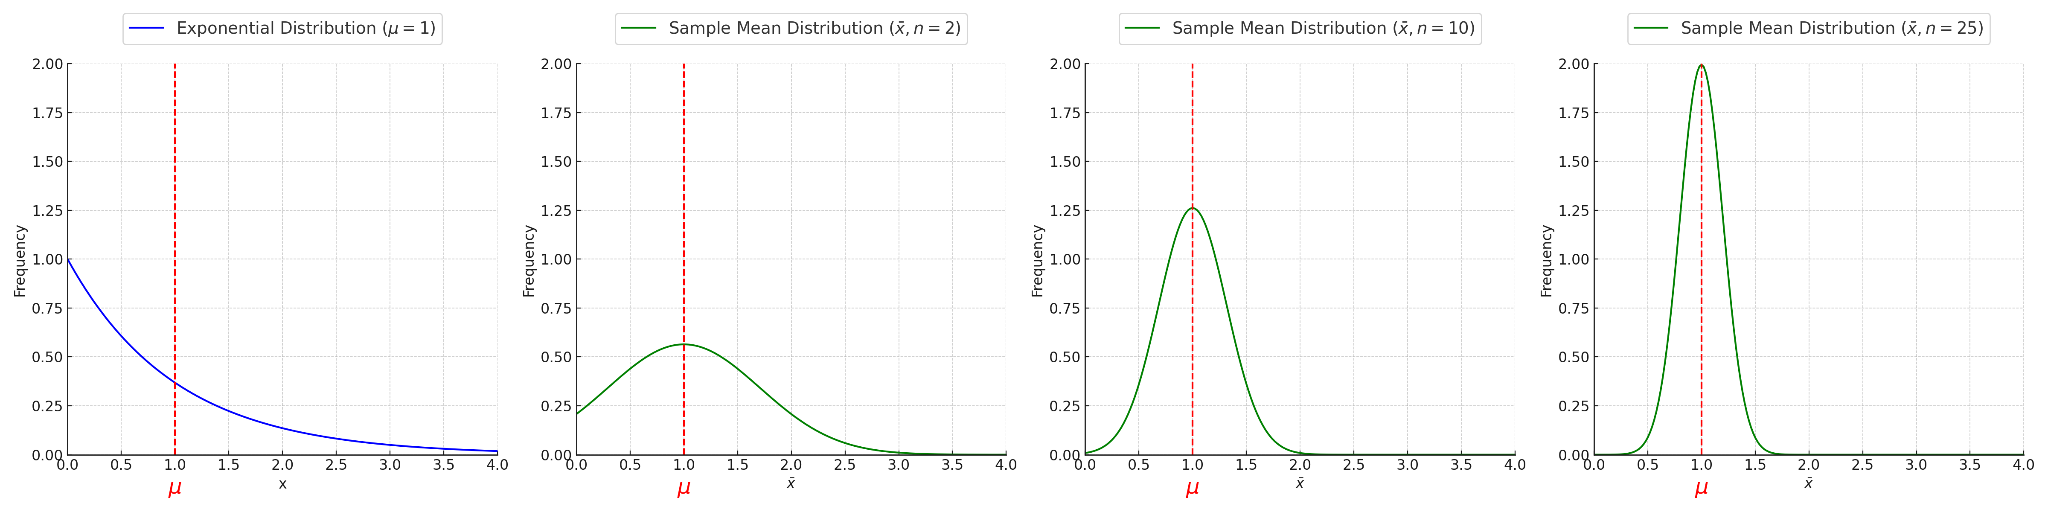 Exponential Distribution (μ = 1)
2.00
1.75
1.50
1.25
1.00
0.75
0.50
0.25
0.00
Frequency
0.0 0.5 1.0 1.5 2.0 2.5 3.0 3.5 4.0
μ
x
Sample Mean Distribution (x̄, n = 2)
2.00
1.75
1.50
1.25
1.00
0.75
0.50
0.25
0.00
Frequency
0.0 0.5 1.0 1.5 2.0 2.5 3.0 3.5 4.0
μ
x̄
Sample Mean Distribution (x̄, n = 10)
2.00
1.75
1.50
1.25
1.00
0.75
0.50
0.25
0.00
Frequency
0.0 0.5 1.0 1.5 2.0 2.5 3.0 3.5 4.0
μ
x̄
Sample Mean Distribution (x̄, n = 25)
2.00
1.75
1.50
1.25
1.00
0.75
0.50
0.25
0.00
Frequency
0.0 0.5 1.0 1.5 2.0 2.5 3.0 3.5 4.0
μ
x̄